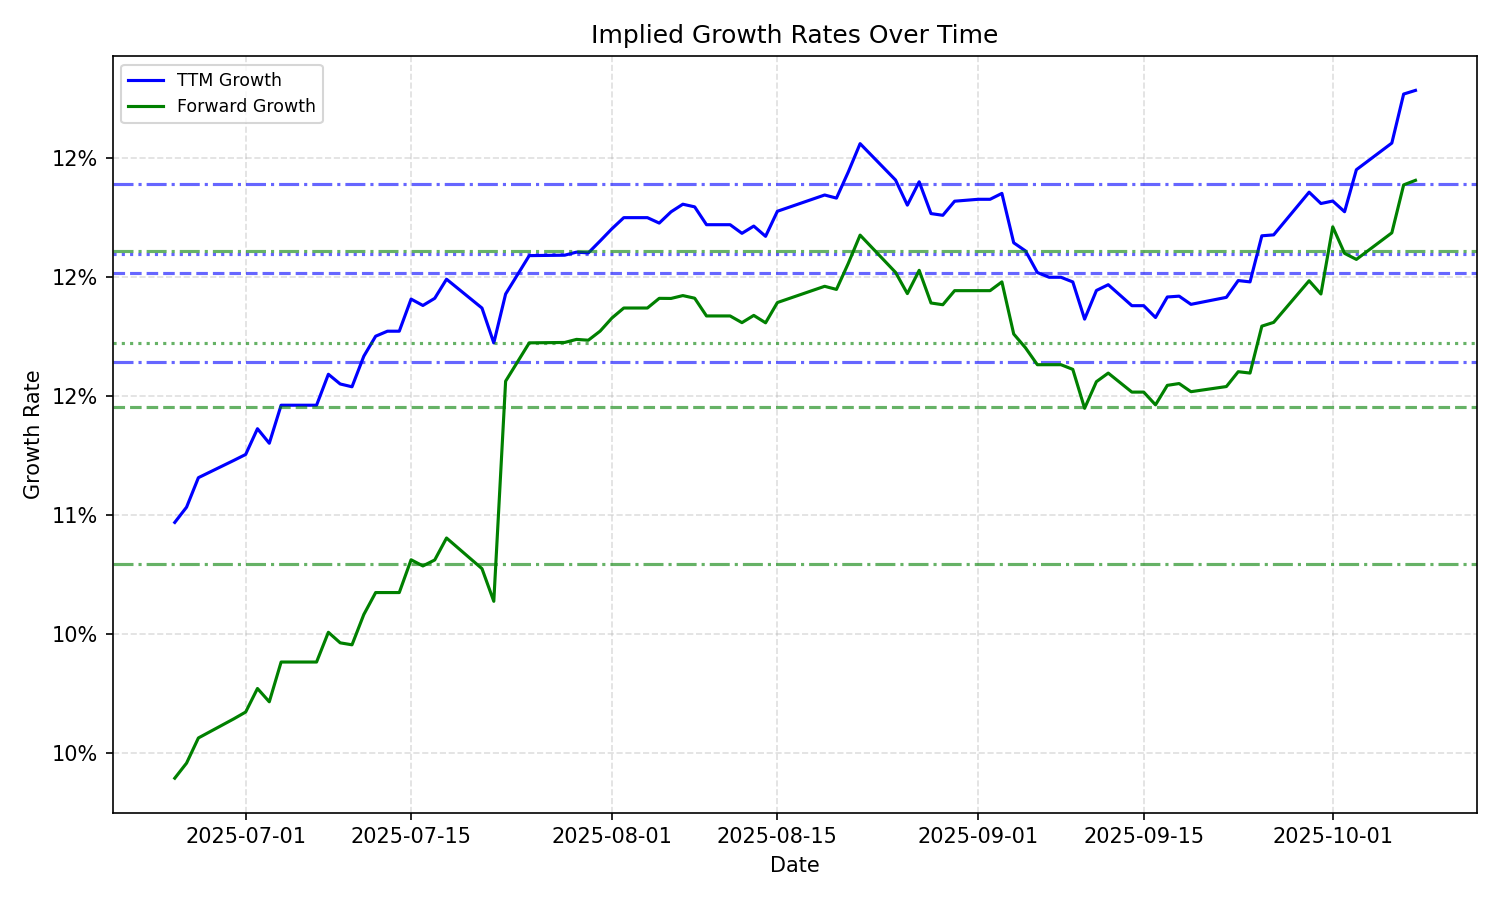 Implied Growth Rates Over Time
TTM Growth
Forward Growth
12%
12%
12%
11%
10%
10%
Growth Rate
2025-07-01
2025-07-15
2025-08-01
2025-08-15
2025-09-01
2025-09-15
2025-10-01
Date